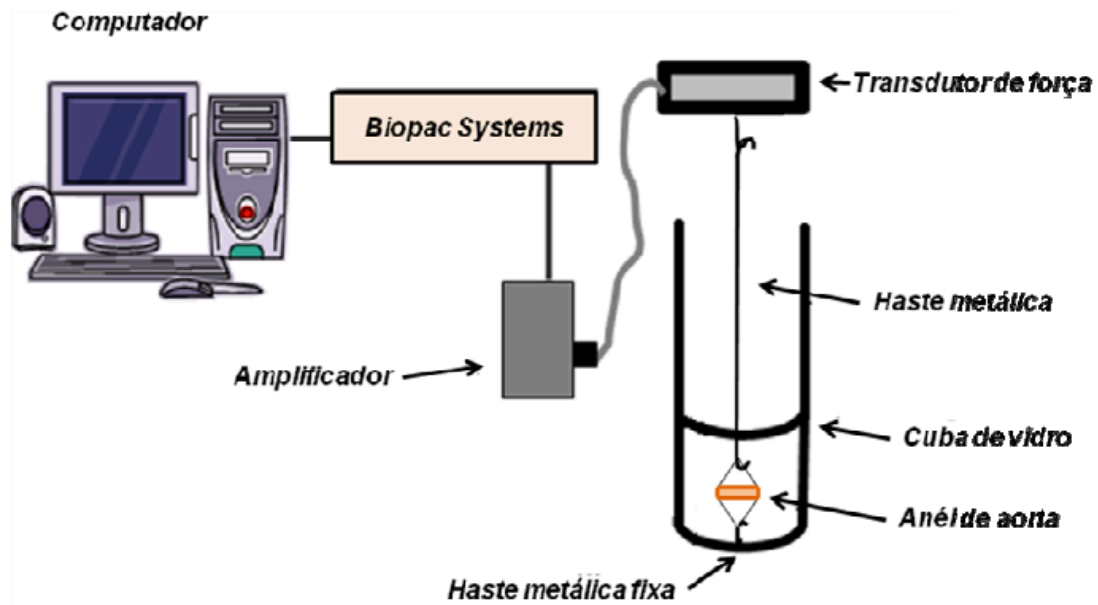 Computador
Transdutor de força
Biopac Systems
Haste metálica
Amplificador
Cuba de vidro
Anél de aorta
Haste metálica fixa